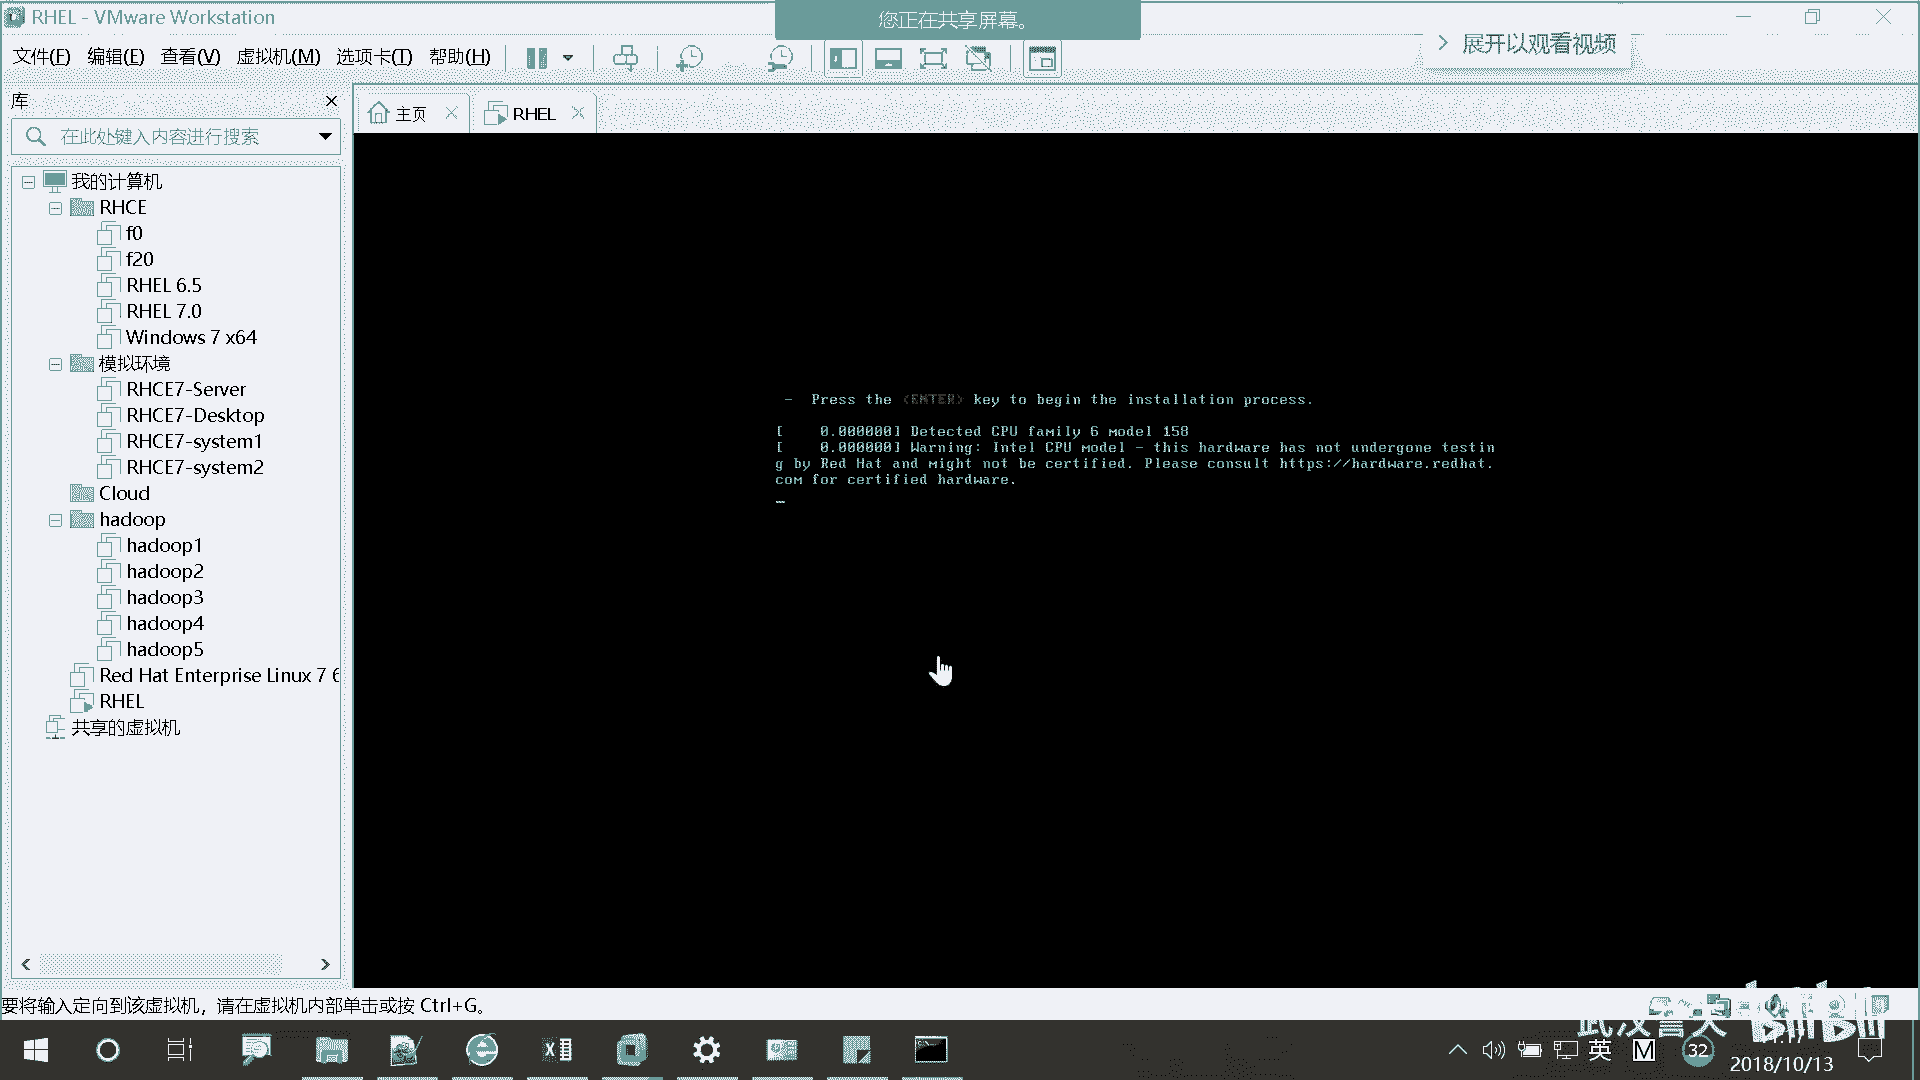 RHEL - VMware Workstation
您正在共享屏幕。
展开以观看视频
文件(F) 编辑(E) 查看(V) 虚拟机(M) 选项卡(T) 帮助(H)
库
在此处键入内容进行搜索
主页
RHEL
我的计算机
RHCE
f0
f20
RHEL 6.5
RHEL 7.0
Windows 7 x64
模拟环境
RHCE7-Server
RHCE7-Desktop
RHCE7-system1
RHCE7-system2
Cloud
hadoop
hadoop1
hadoop2
hadoop3
hadoop4
hadoop5
Red Hat Enterprise Linux 7 6
RHEL
共享的虚拟机
- Press the <ENTER> key to begin the installation process.
[    0.000000] Detected CPU family 6 model 158
[    0.000000] Warning: Intel CPU model - this hardware has not undergone testin
g by Red Hat and might not be certified. Please consult https://hardware.redhat.
com for certified hardware.
要将输入定向到该虚拟机，请在虚拟机内部单击或按 Ctrl+G。
武汉誉天 bilibili
英 M 32
2018/10/13